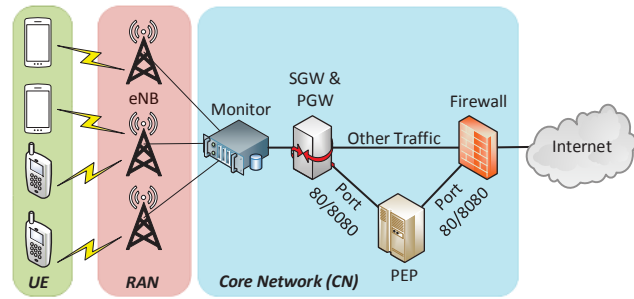 eNB
Monitor
SGW &
PGW
Firewall
Other Traffic
Internet
Port
80/8080
Port
80/8080
PEP
UE
RAN
Core Network (CN)